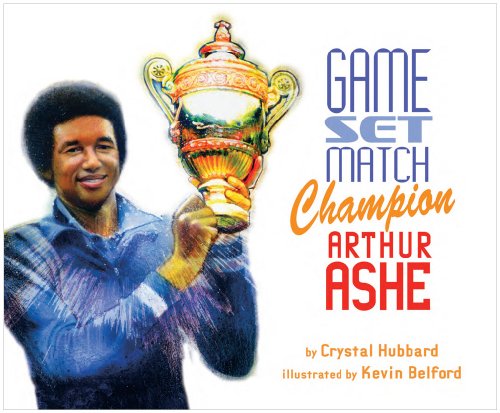 GAME
SET
MATCH
Champion
ARTHUR
ASHE
by Crystal Hubbard
illustrated by Kevin Belford